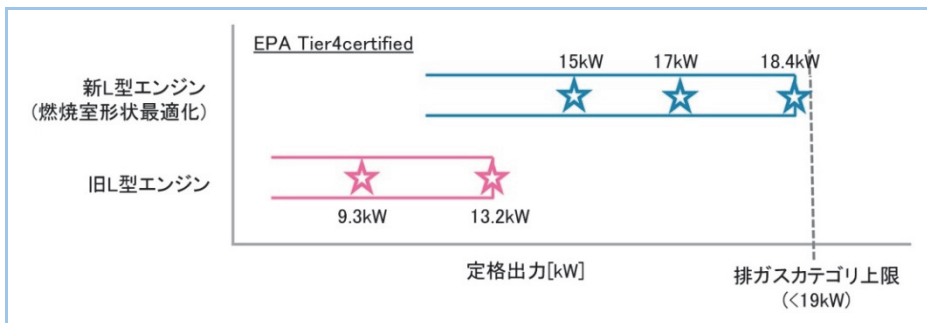 EPA Tier4certified
15kW 17kW 18.4kW
新L型エンジン
(燃焼室形状最適化)
旧L型エンジン
9.3kW 13.2kW
定格出力[kW]
排ガスカテゴリ上限
(<19kW)